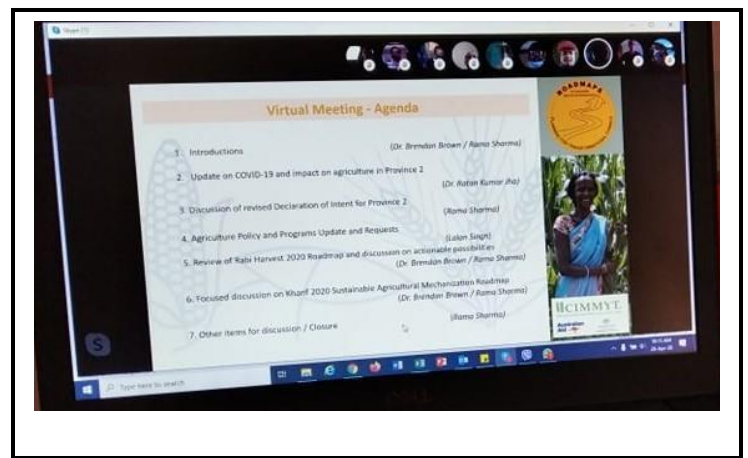 Skype (1)
Virtual Meeting - Agenda
1. Introductions (Dr. Brendan Brown / Rama Sharma)
2. Update on COVID-19 and impact on agriculture in Province 2
(Dr. Ratan Kumar Jha)
3. Discussion of revised Declaration of Intent for Province 2
(Rama Sharma)
4. Agriculture Policy and Programs Update and Requests
(Lalan Singh)
5. Review of Rabi Harvest 2020 Roadmap and discussion on actionable possibilities
(Dr. Brendan Brown / Rama Sharma)
6. Focused discussion on Kharif 2020 Sustainable Agricultural Mechanization Roadmap
(Dr. Brendan Brown / Rama Sharma)
7. Other items for discussion / Closure (Rama Sharma)
ROADMAPS
CIMMYT
Australian
Aid
Type here to search
DELL